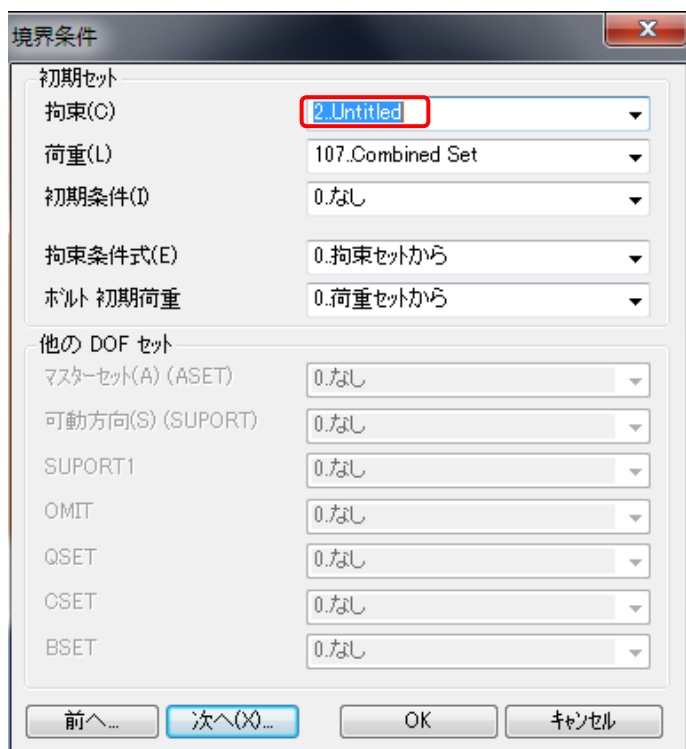 境界条件
初期セット
拘束(C) 2..Untitled
荷重(L) 107..Combined Set
初期条件(I) 0..なし
拘束条件式(E) 0..拘束セットから
ボルト 初期荷重 0..荷重セットから
他の DOF セット
マスターセット(A) (ASET) 0..なし
可動方向(S) (SUPORT) 0..なし
SUPORT1 0..なし
OMIT 0..なし
QSET 0..なし
CSET 0..なし
BSET 0..なし
前へ... 次へ(X)... OK キャンセル